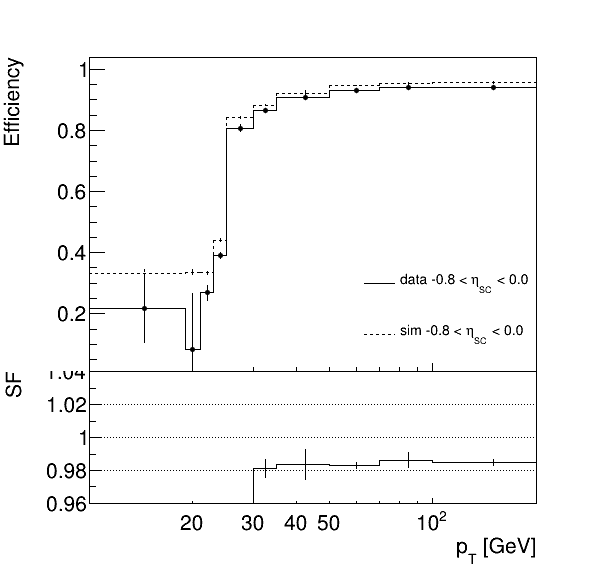 Efficiency
1
0.8
0.6
0.4
0.2
data -0.8 < η_SC < 0.0
sim -0.8 < η_SC < 0.0
SF
1.04
1.02
1
0.98
0.96
20 30 40 50 10²
p_T [GeV]